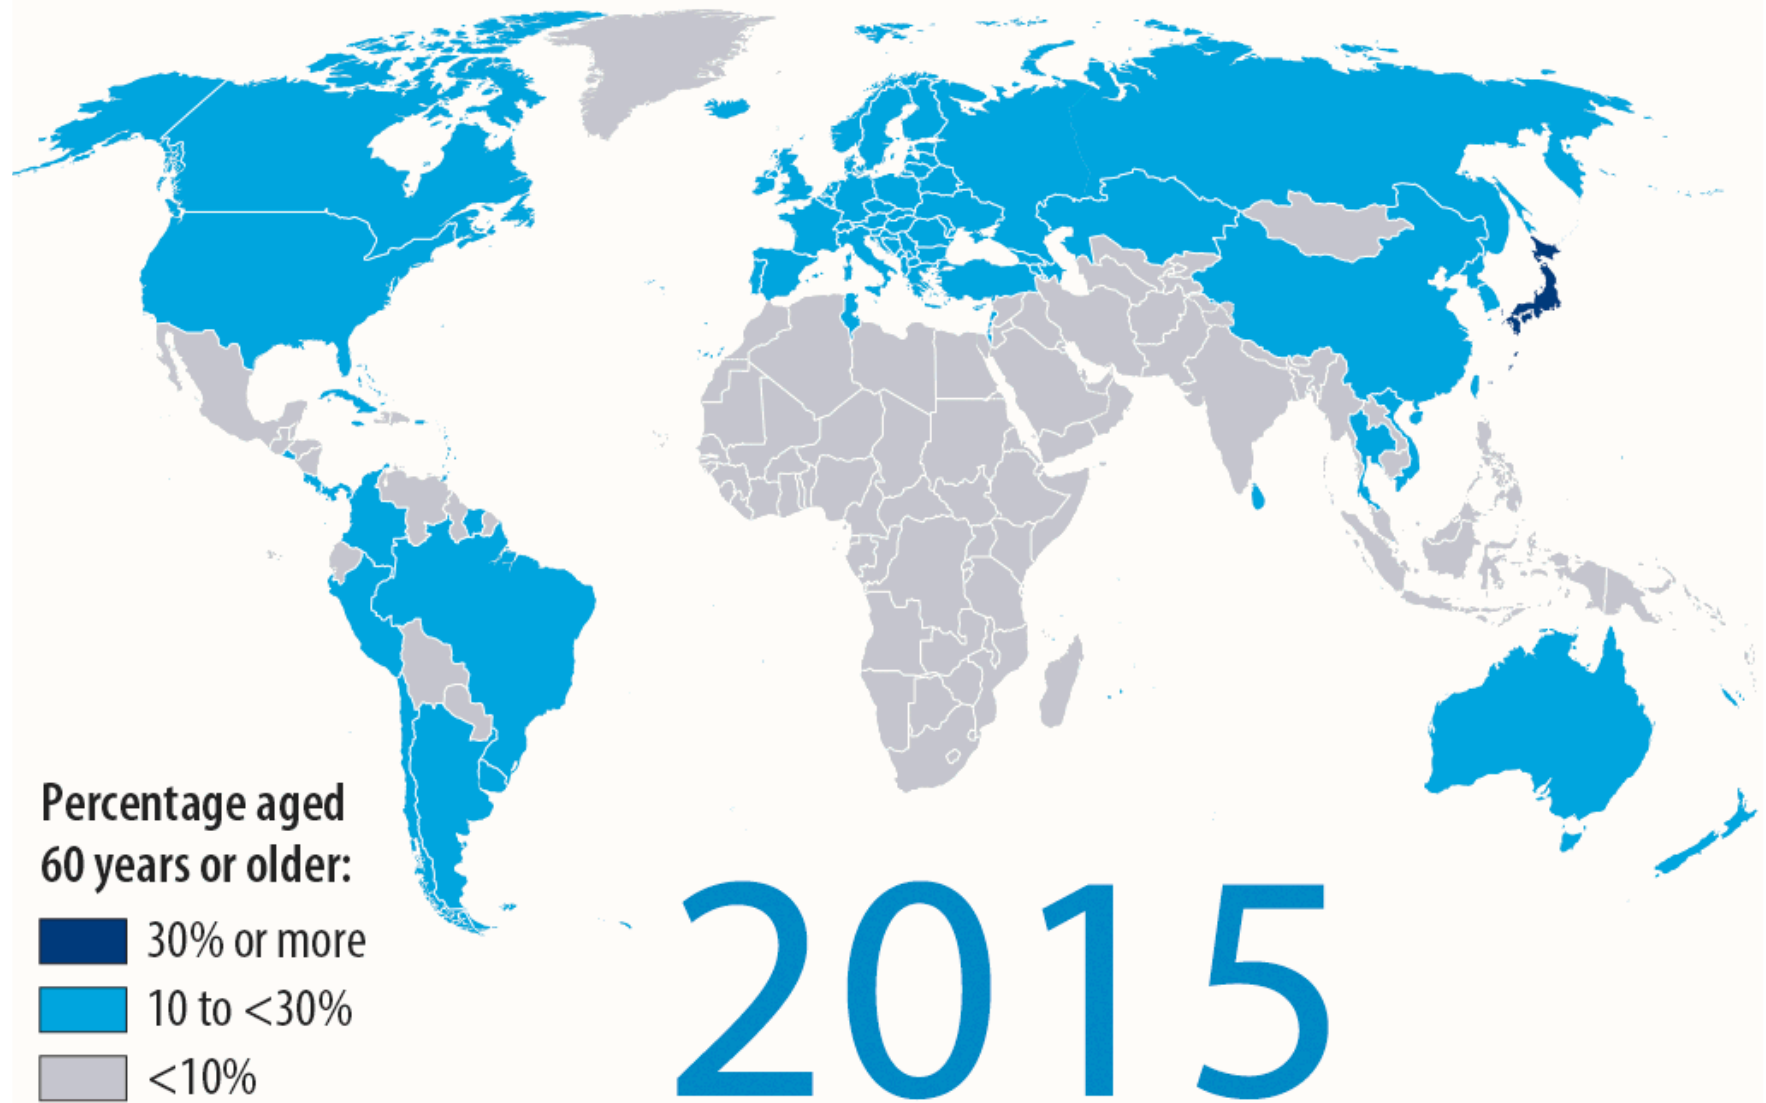 Percentage aged
60 years or older:
30% or more
10 to <30%
<10%
2015